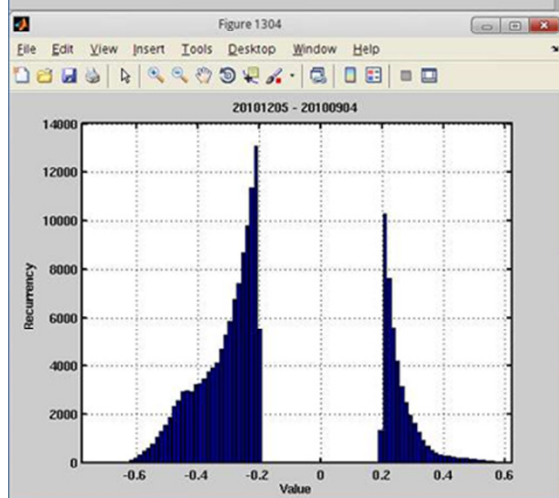 Figure 1304
File Edit View Insert Tools Desktop Window Help
20101205 - 20100904
14000
12000
10000
8000
6000
4000
2000
0
Recurrency
-0.6 -0.4 -0.2 0 0.2 0.4 0.6
Value